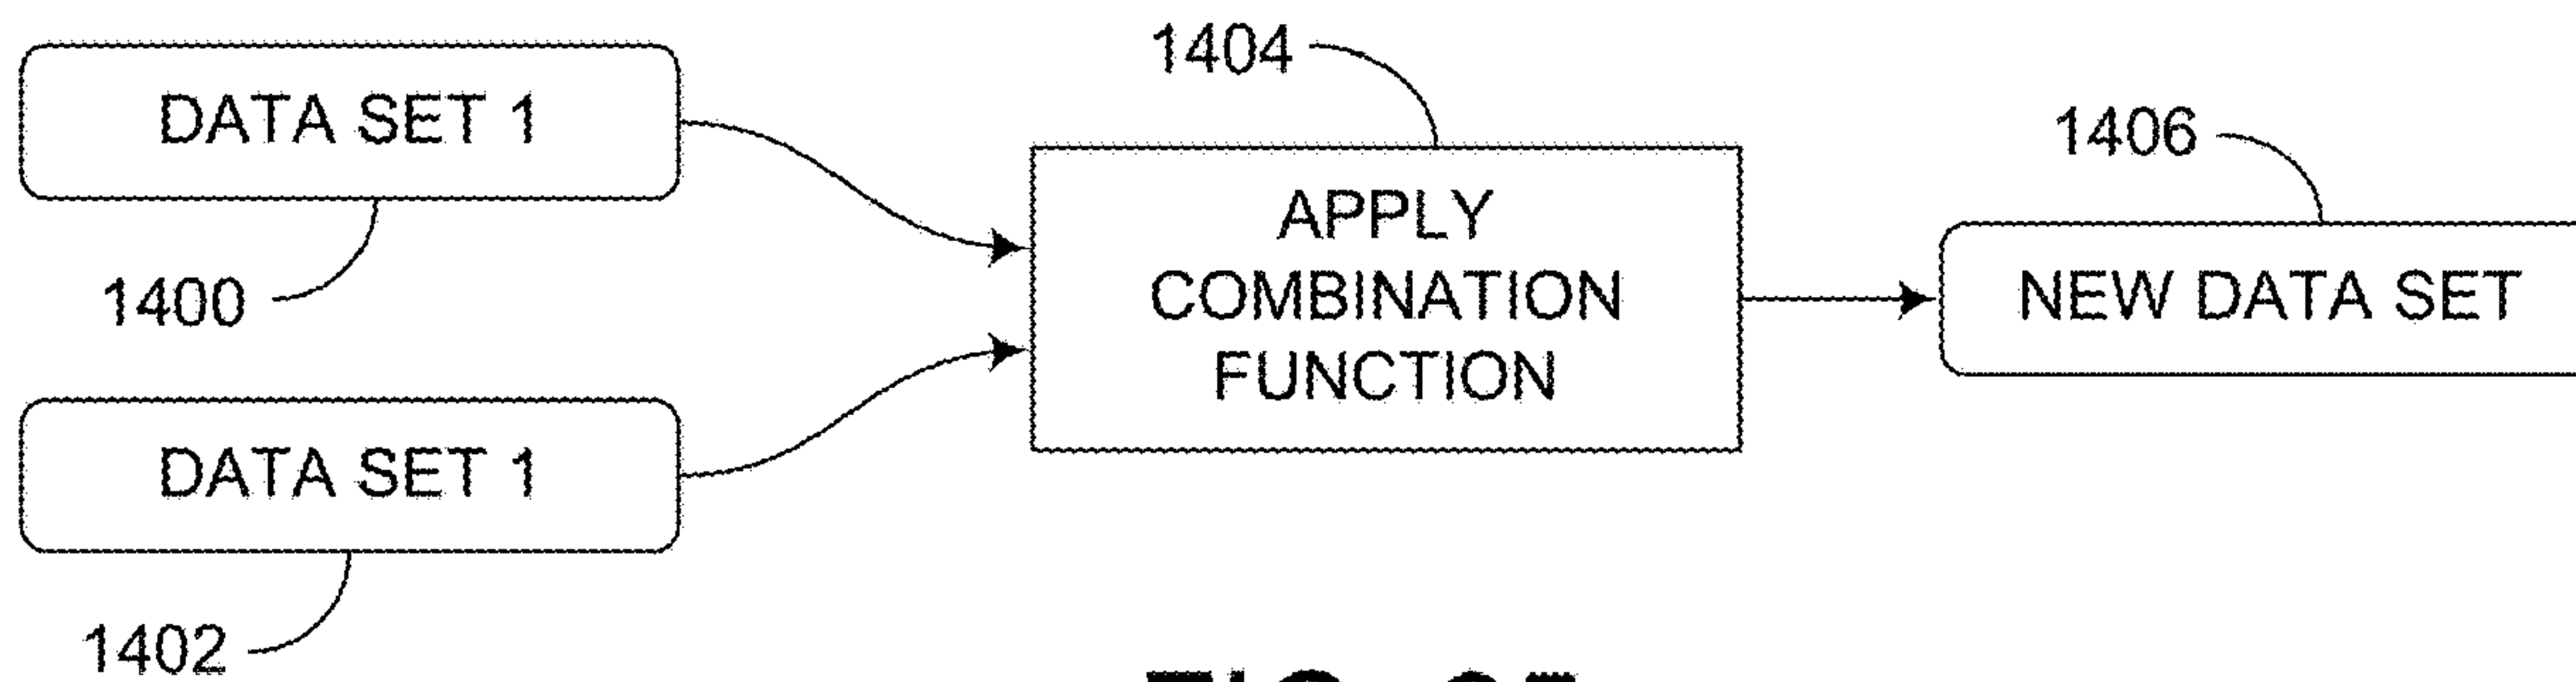 1404
DATA SET 1
1406
APPLY
COMBINATION
FUNCTION
NEW DATA SET
1400
DATA SET 1
1402